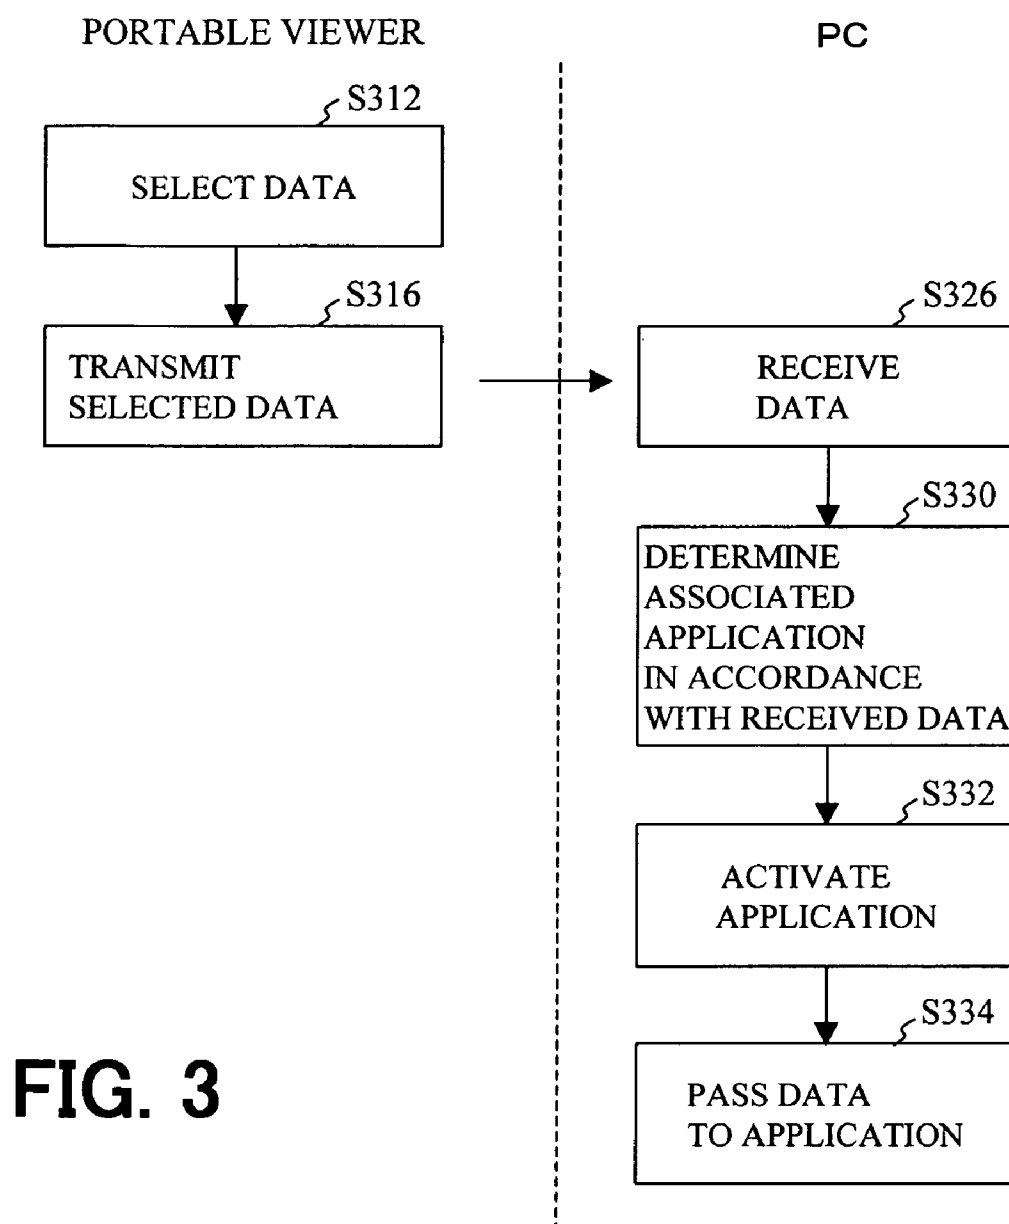 PORTABLE VIEWER
PC
S312
SELECT DATA
S316
TRANSMIT
SELECTED DATA
S326
RECEIVE
DATA
S330
DETERMINE
ASSOCIATED
APPLICATION
IN ACCORDANCE
WITH RECEIVED DATA
S332
ACTIVATE
APPLICATION
S334
PASS DATA
TO APPLICATION
FIG. 3